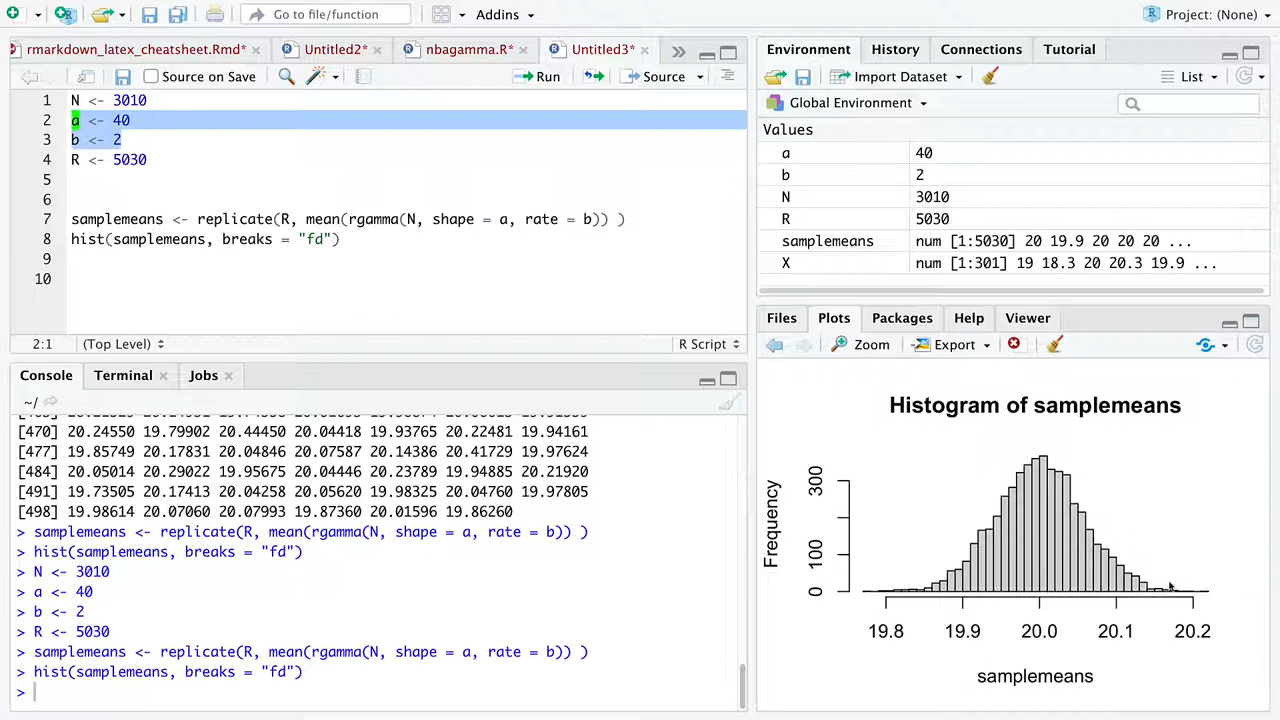 Go to file/function
Addins
Project: (None)
rmarkdown_latex_cheatsheet.Rmd*
Untitled2*
nbagamma.R*
Untitled3*
Source on Save
Run
Source
1 N <- 3010
2 a <- 40
3 b <- 2
4 R <- 5030
5
6
7 samplemeans <- replicate(R, mean(rgamma(N, shape = a, rate = b)) )
8 hist(samplemeans, breaks = "fd")
9
10
2:1 (Top Level) R Script
Console Terminal Jobs
~/
[470] 20.24550 19.79902 20.44450 20.04418 19.93765 20.22481 19.94161
[477] 19.85749 20.17831 20.04846 20.07587 20.14386 20.41729 19.97624
[484] 20.05014 20.29022 19.95675 20.04446 20.23789 19.94885 20.21920
[491] 19.73505 20.17413 20.04258 20.05620 19.98325 20.04760 19.97805
[498] 19.98614 20.07060 20.07993 19.87360 20.01596 19.86260
> samplemeans <- replicate(R, mean(rgamma(N, shape = a, rate = b)) )
> hist(samplemeans, breaks = "fd")
> N <- 3010
> a <- 40
> b <- 2
> R <- 5030
> samplemeans <- replicate(R, mean(rgamma(N, shape = a, rate = b)) )
> hist(samplemeans, breaks = "fd")
>
Environment History Connections Tutorial
Import Dataset
List
Global Environment
Values
a 40
b 2
N 3010
R 5030
samplemeans num [1:5030] 20 19.9 20 20 20 ...
X num [1:301] 19 18.3 20 20.3 19.9 ...
Files Plots Packages Help Viewer
Zoom Export
Histogram of samplemeans
Frequency
300
100
0
19.8 19.9 20.0 20.1 20.2
samplemeans